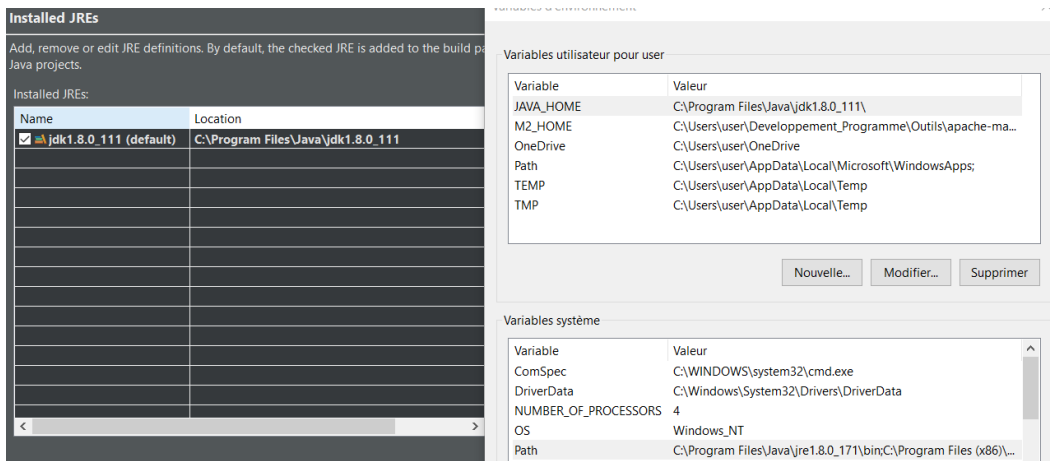 Installed JREs
Add, remove or edit JRE definitions. By default, the checked JRE is added to the build pa
Java projects.
Installed JREs:
Name Location
jdk1.8.0_111 (default) C:\Program Files\Java\jdk1.8.0_111
Variables utilisateur pour user
Variable Valeur
JAVA_HOME C:\Program Files\Java\jdk1.8.0_111\
M2_HOME C:\Users\user\Developpement_Programme\Outils\apache-ma...
OneDrive C:\Users\user\OneDrive
Path C:\Users\user\AppData\Local\Microsoft\WindowsApps;
TEMP C:\Users\user\AppData\Local\Temp
TMP C:\Users\user\AppData\Local\Temp
Nouvelle... Modifier... Supprimer
Variables système
Variable Valeur
ComSpec C:\WINDOWS\system32\cmd.exe
DriverData C:\Windows\System32\Drivers\DriverData
NUMBER_OF_PROCESSORS 4
OS Windows_NT
Path C:\Program Files\Java\jre1.8.0_171\bin;C:\Program Files (x86)\...